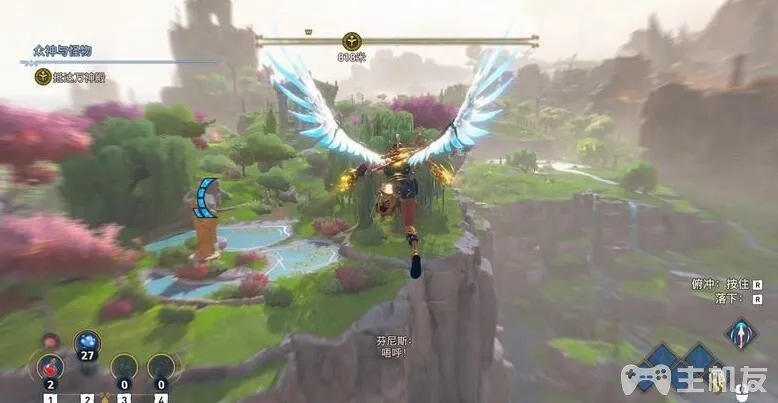 W
众神与怪物
818米
抵达万神殿
俯冲：按住 R
落下： R
芬尼斯：
唔呼！
27
2
0
0
1
2
3
4
主机友